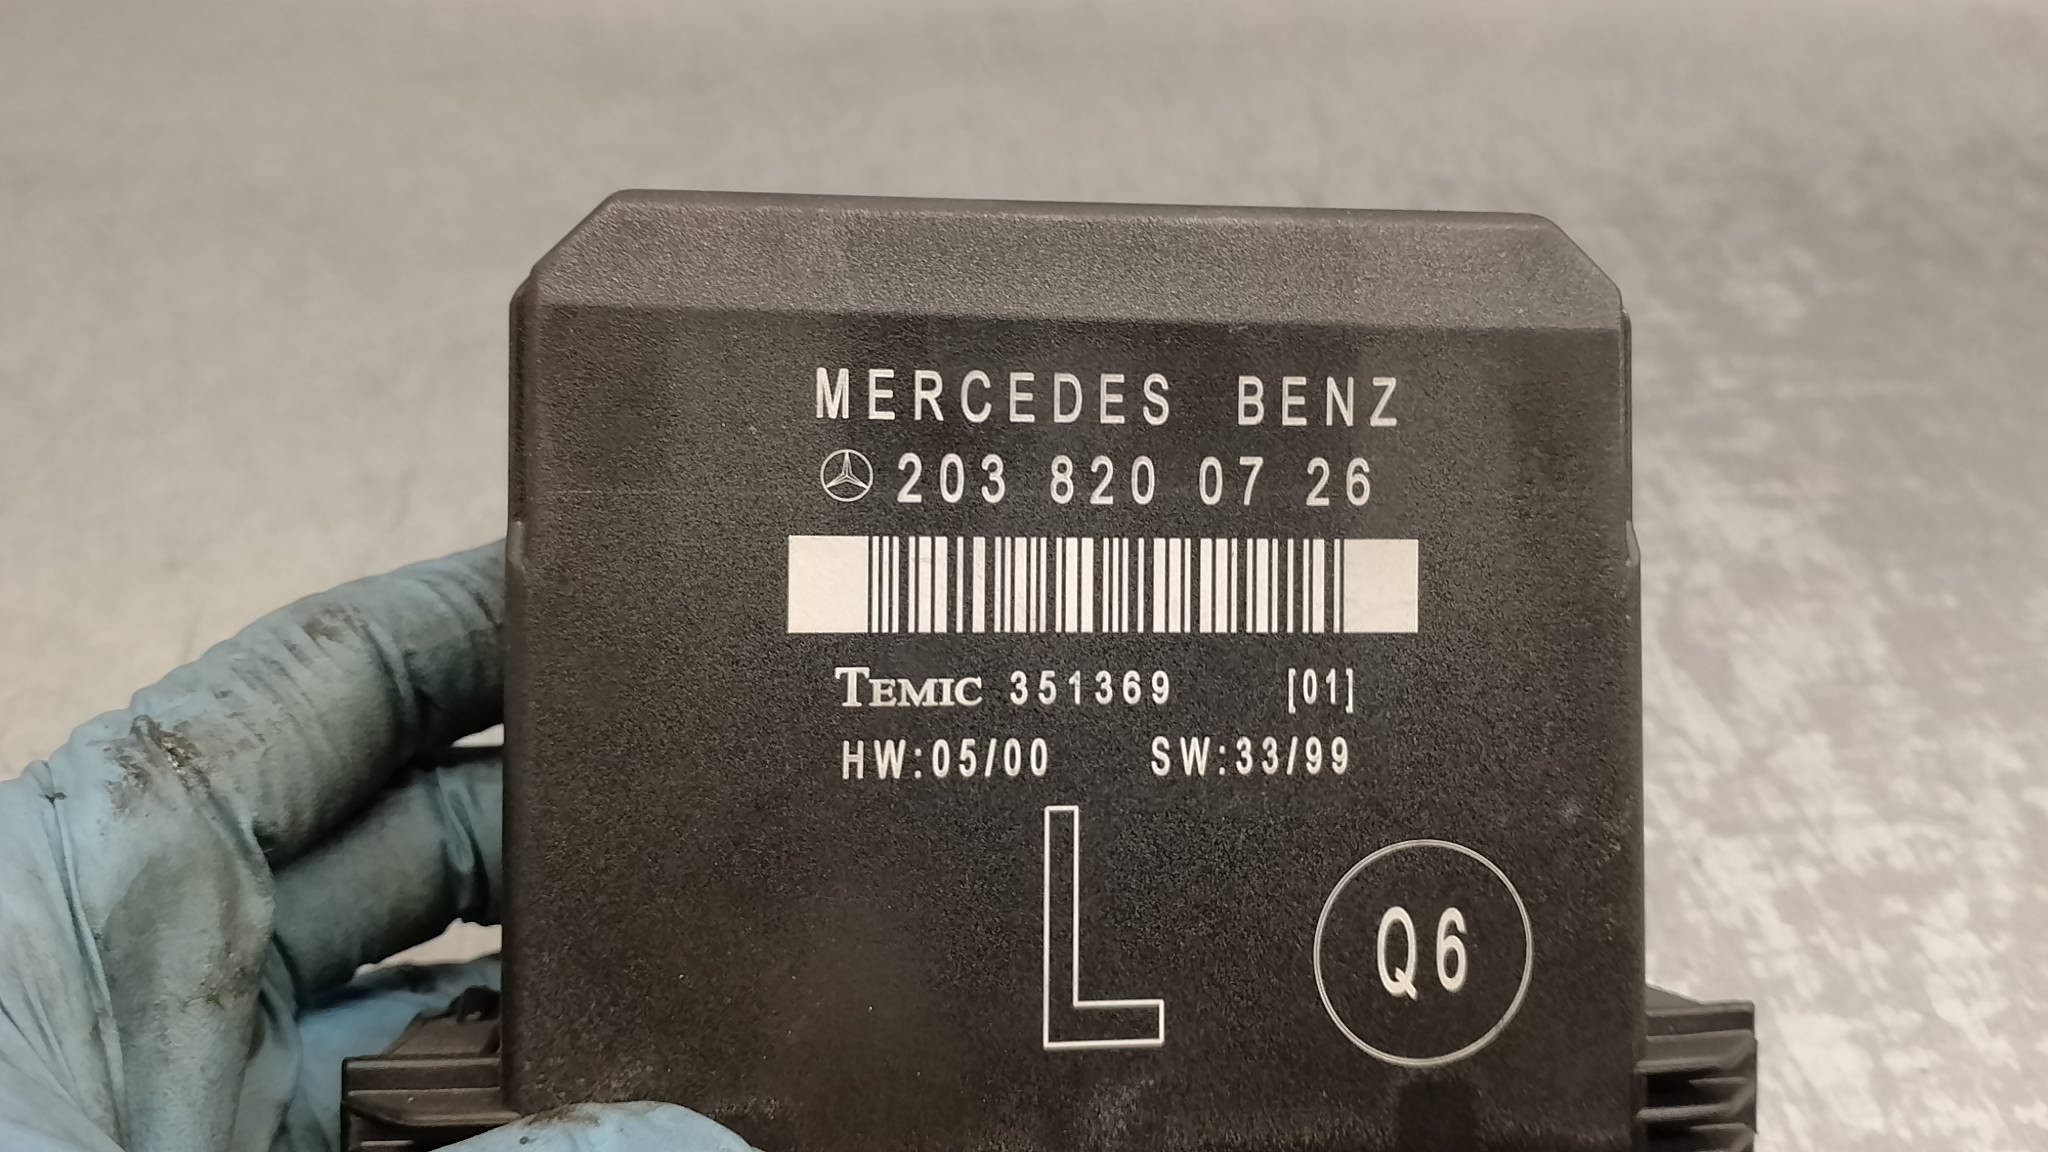 MERCEDES BENZ
203 820 07 26
TEMIC 351369 [01]
HW:05/00 SW:33/99
L
Q6